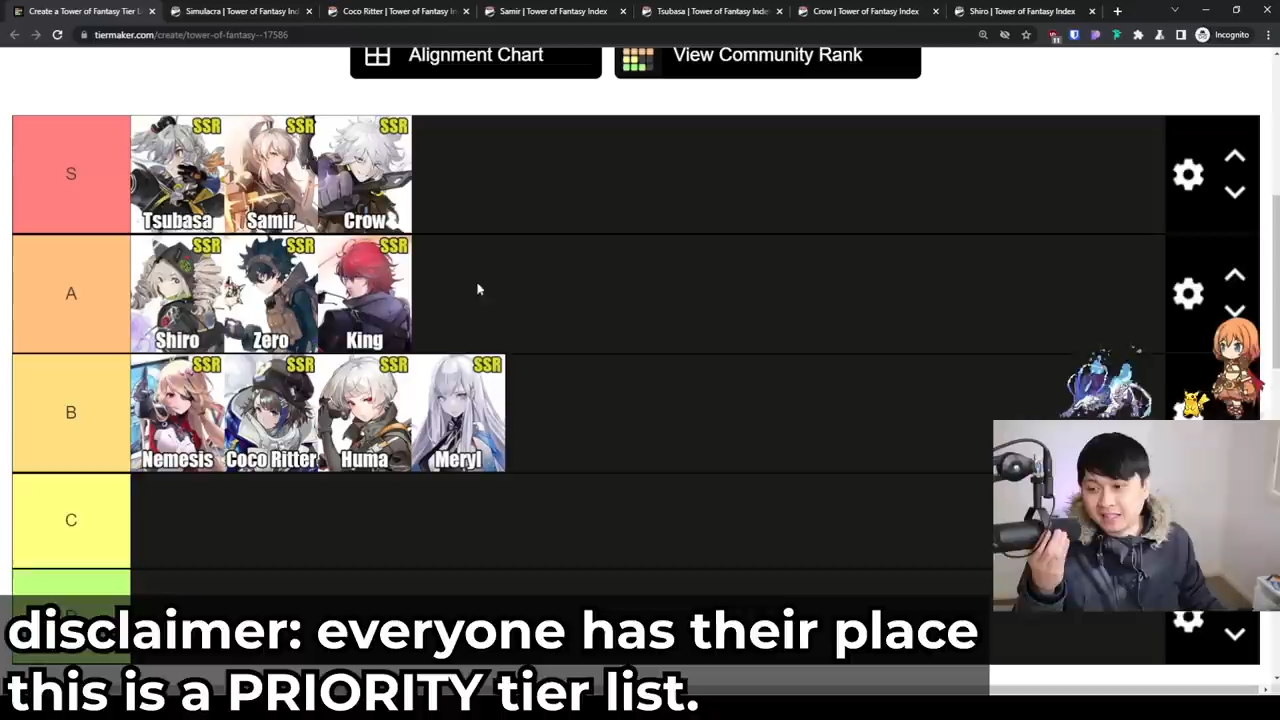 Create a Tower of Fantasy Tier L
Simulacra | Tower of Fantasy Ind
Coco Ritter | Tower of Fantasy In
Samir | Tower of Fantasy Index
Tsubasa | Tower of Fantasy Inde
Crow | Tower of Fantasy Index
Shiro | Tower of Fantasy Index
tiermaker.com/create/tower-of-fantasy--17586
Incognito
Alignment Chart
View Community Rank
S
SSR
Tsubasa
SSR
Samir
SSR
Crow
A
SSR
Shiro
SSR
Zero
SSR
King
B
SSR
Nemesis
SSR
Coco Ritter
SSR
Huma
SSR
Meryl
C
disclaimer: everyone has their place
this is a PRIORITY tier list.